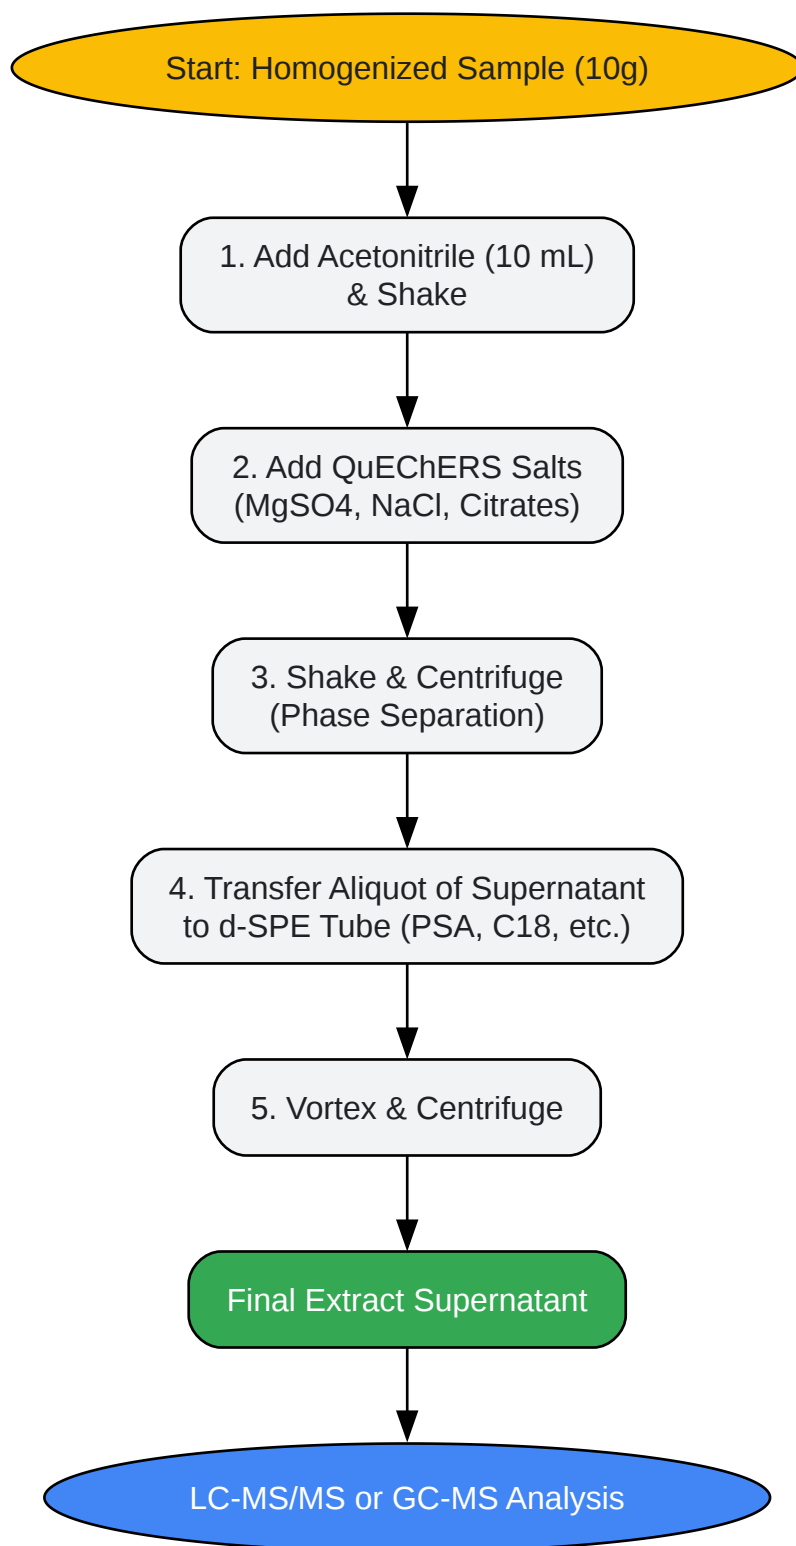 Start: Homogenized Sample (10g)
1. Add Acetonitrile (10 mL)
& Shake
2. Add QuEChERS Salts
(MgSO4, NaCl, Citrates)
3. Shake & Centrifuge
(Phase Separation)
4. Transfer Aliquot of Supernatant
to d-SPE Tube (PSA, C18, etc.)
5. Vortex & Centrifuge
Final Extract Supernatant
LC-MS/MS or GC-MS Analysis